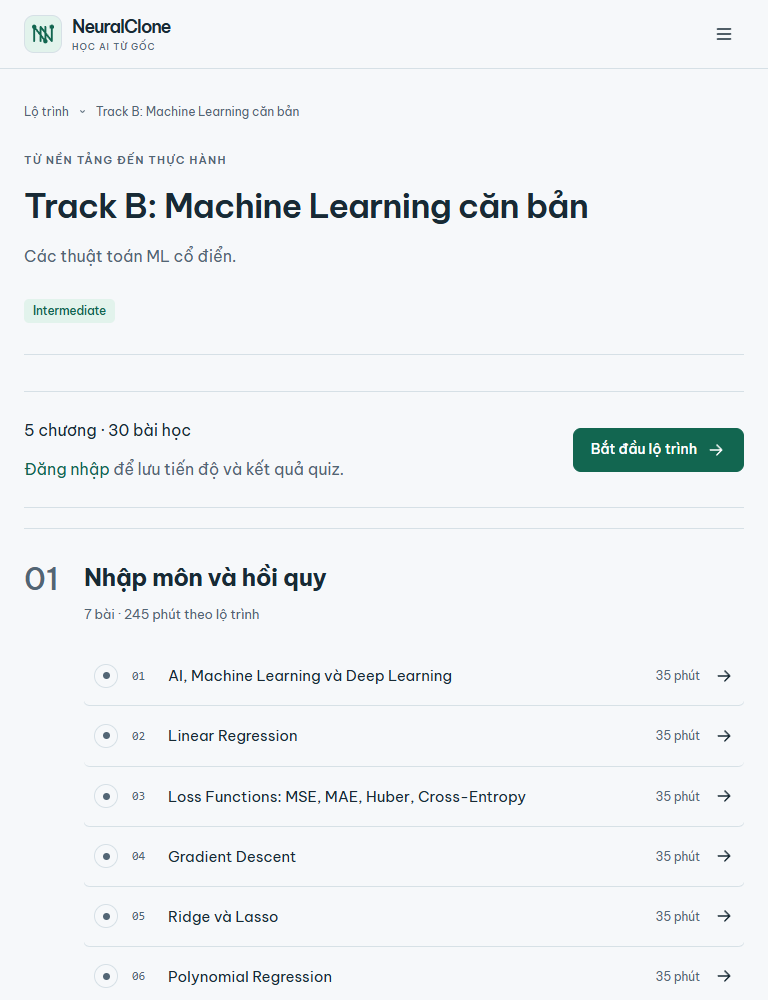 NeuralClone
HỌC AI TỪ GỐC
Lộ trình Track B: Machine Learning căn bản
TỪ NỀN TẢNG ĐẾN THỰC HÀNH
Track B: Machine Learning căn bản
Các thuật toán ML cổ điển.
Intermediate
5 chương · 30 bài học
Đăng nhập để lưu tiến độ và kết quả quiz.
Bắt đầu lộ trình →
01 Nhập môn và hồi quy
7 bài · 245 phút theo lộ trình
01 AI, Machine Learning và Deep Learning 35 phút →
02 Linear Regression 35 phút →
03 Loss Functions: MSE, MAE, Huber, Cross-Entropy 35 phút →
04 Gradient Descent 35 phút →
05 Ridge và Lasso 35 phút →
06 Polynomial Regression 35 phút →